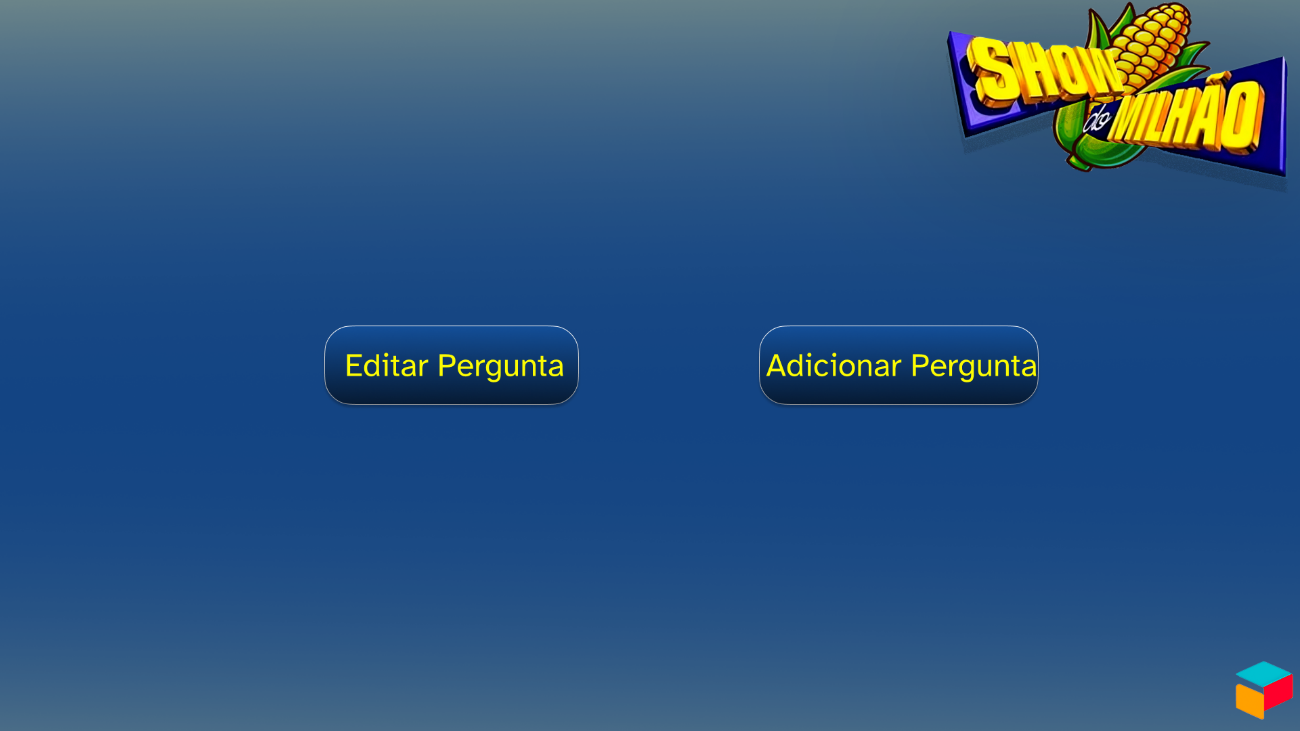 SHOW
do MILHÃO
Editar Pergunta
Adicionar Pergunta